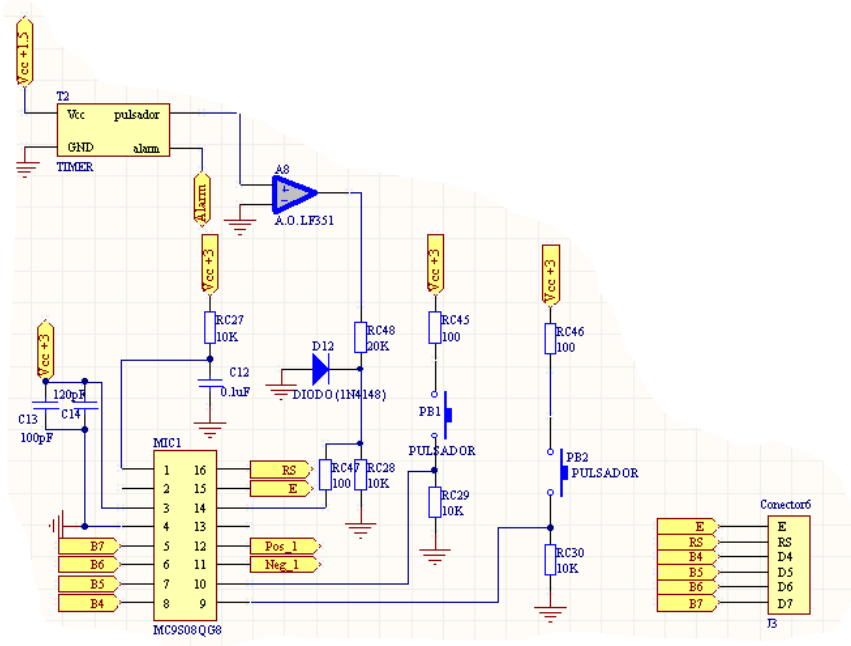 Vcc +1.5
T2
Vcc pulsador
GND alarm
TIMER
Alarm
A8
+
-
A.O.LF351
Vcc +3
RC27
10K
C12
0.1uF
Vcc +3
120pF
C13
C14
100pF
RC48
20K
D12
DIODO (1N4148)
RC47
100
RC28
10K
Vcc +3
RC45
100
PB1
PULSADOR
RC29
10K
Vcc +3
RC46
100
PB2
PULSADOR
RC30
10K
MIC1
1 16 RS
2 15 E
3 14
4 13
B7 5 12 Pos_1
B6 6 11 Neg_1
B5 7 10
B4 8 9
MC9S08QG8
Conector6
E E
RS RS
B4 D4
B5 D5
B6 D6
B7 D7
J3